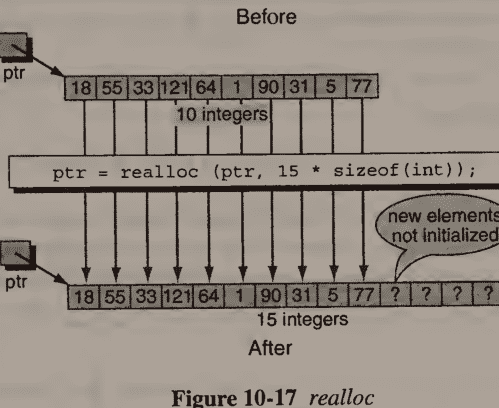 Before
ptr
18 55 33 121 64 1 90 31 5 77
10 integers
ptr = realloc (ptr, 15 * sizeof(int));
new elements
not initialized
ptr
18 55 33 121 64 1 90 31 5 77 ? ? ? ?
15 integers
After
Figure 10-17 realloc